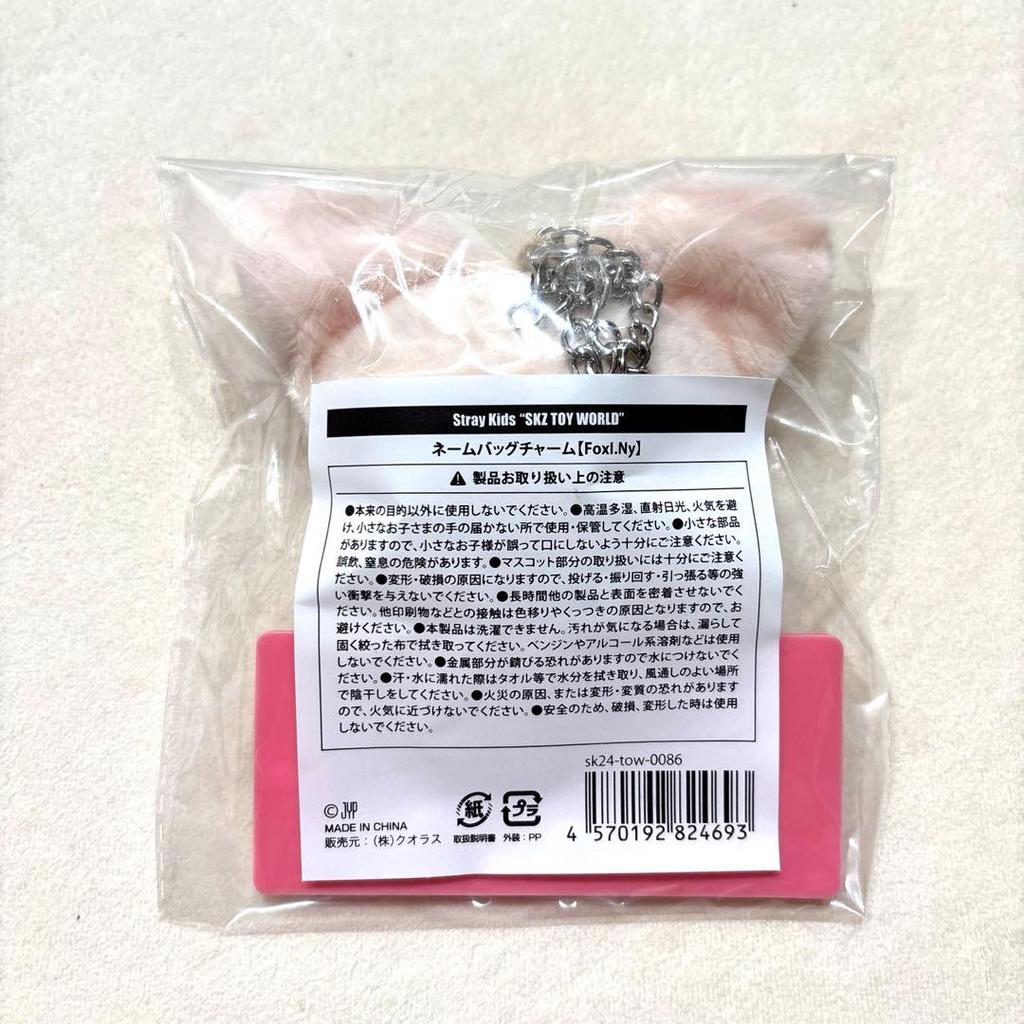 Stray Kids "SKZ TOY WORLD"
ネームバッグチャーム【FoxI.Ny】
⚠ 製品お取り扱い上の注意
●本来の目的以外に使用しないでください。●高温多湿、直射日光、火気を避
け、小さなお子さまの手の届かない所で使用・保管してください。●小さな部品
がありますので、小さなお子様が誤って口にしないよう十分にご注意ください。
誤飲、窒息の危険があります。●マスコット部分の取り扱いには十分にご注意く
ださい。●変形・破損の原因になりますので、投げる・振り回す・引っ張る等の強
い衝撃を与えないでください。●長時間他の製品と表面を密着させないでくだ
さい。他印刷物などとの接触は色移りやくっつきの原因となりますので、お
避けください。●本製品は洗濯できません。汚れが気になる場合は、濡らして
固く絞った布で拭き取ってください。ベンジンやアルコール系溶剤などは使用
しないでください。●金属部分が錆びる恐れがありますので水につけないでく
ださい。●汗・水に濡れた際はタオル等で水分を拭き取り、風通しのよい場所
で陰干しをしてください。●火災の原因、または変形・変質の恐れがあります
ので、火気に近づけないでください。●安全のため、破損、変形した時は使用
しないでください。
sk24-tow-0086
© JYP
MADE IN CHINA
販売元：(株)クオラス
紙
取扱説明書
プラ
外装：PP
4 570192 824693